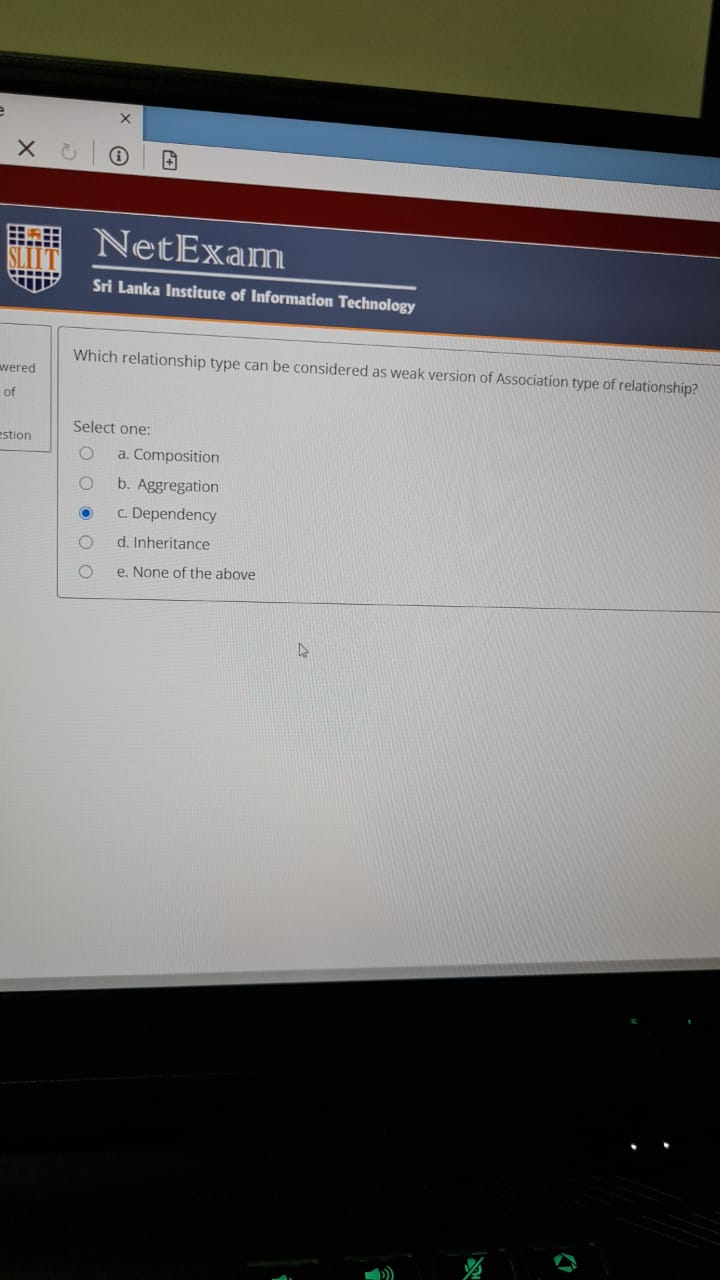 SLIIT
NetExam
Sri Lanka Institute of Information Technology
wered
of
estion
Which relationship type can be considered as weak version of Association type of relationship?
Select one:
a. Composition
b. Aggregation
c. Dependency
d. Inheritance
e. None of the above